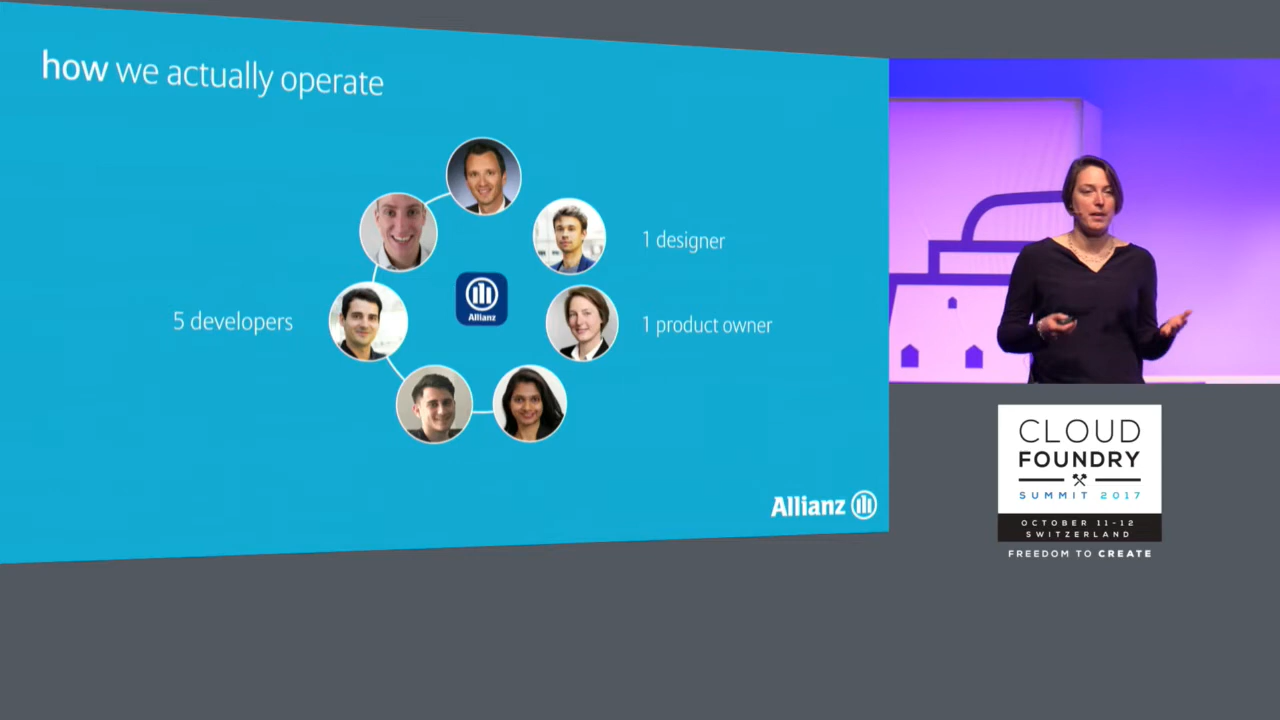 how we actually operate
1 designer
5 developers
Allianz
1 product owner
Allianz
CLOUD
FOUNDRY
SUMMIT 2017
OCTOBER 11-12
SWITZERLAND
FREEDOM TO CREATE